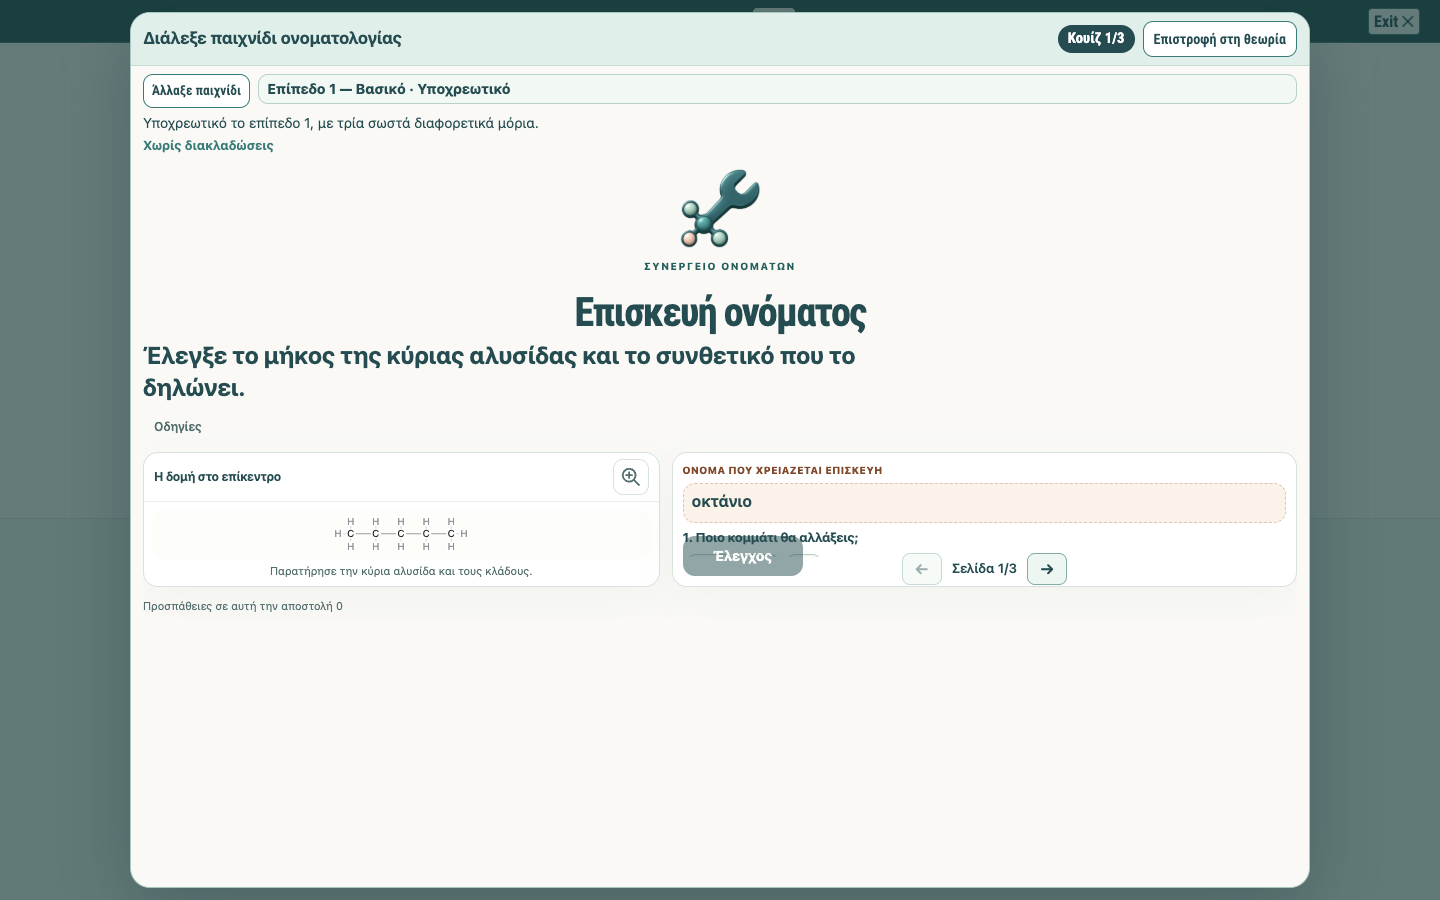 Exit
Διάλεξε παιχνίδι ονοματολογίας
Κουίζ 1/3
Επιστροφή στη θεωρία
Άλλαξε παιχνίδι
Επίπεδο 1 — Βασικό · Υποχρεωτικό
Υποχρεωτικό το επίπεδο 1, με τρία σωστά διαφορετικά μόρια.
Χωρίς διακλαδώσεις
ΣΥΝΕΡΓΕΙΟ ΟΝΟΜΑΤΩΝ
Επισκευή ονόματος
Έλεγξε το μήκος της κύριας αλυσίδας και το συνθετικό που το
δηλώνει.
Οδηγίες
Η δομή στο επίκεντρο
H H H H H
H C C C C C H
H H H H H
Παρατήρησε την κύρια αλυσίδα και τους κλάδους.
ΟΝΟΜΑ ΠΟΥ ΧΡΕΙΑΖΕΤΑΙ ΕΠΙΣΚΕΥΗ
οκτάνιο
1. Ποιο κομμάτι θα αλλάξεις;
Έλεγχος
Σελίδα 1/3
Προσπάθειες σε αυτή την αποστολή 0